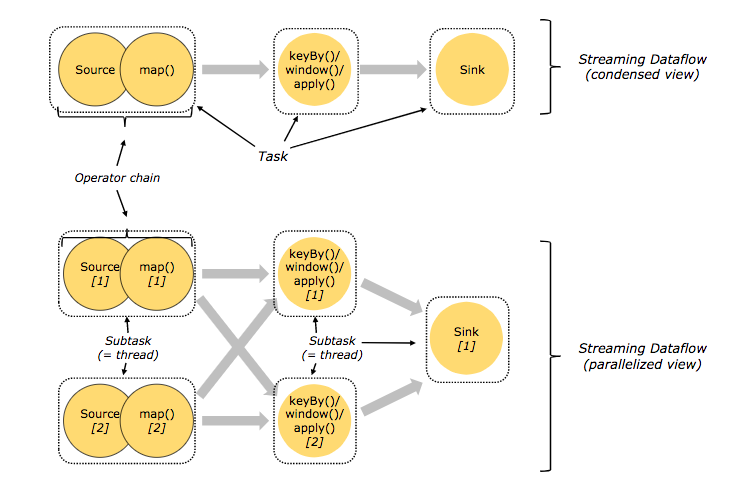 Source
map()
keyBy()/
window()/
apply()
Sink
Streaming Dataflow
(condensed view)
Task
Operator chain
Source
[1]
map()
[1]
keyBy()/
window()/
apply()
[1]
Subtask
(= thread)
Subtask
(= thread)
Sink
[1]
Streaming Dataflow
(parallelized view)
Source
[2]
map()
[2]
keyBy()/
window()/
apply()
[2]